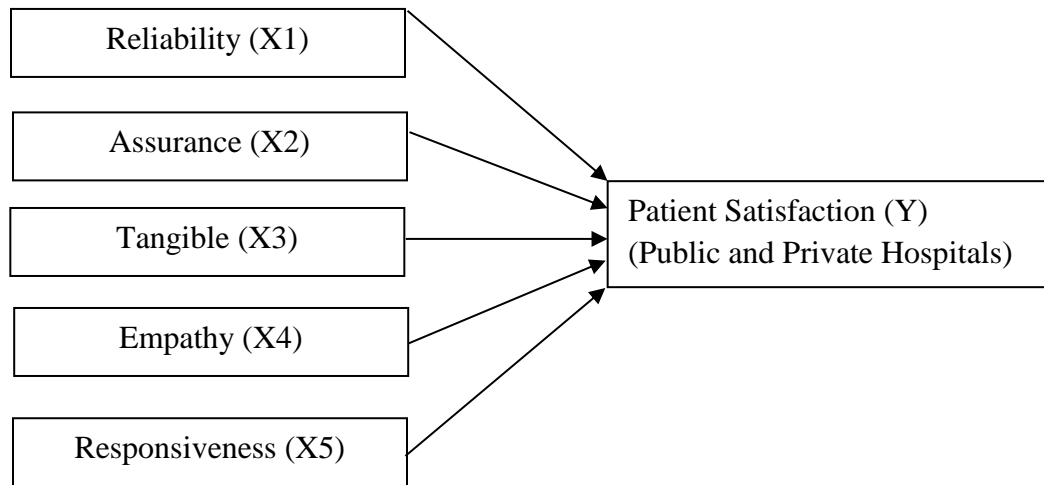 Reliability (X1)
Assurance (X2)
Tangible (X3)
Empathy (X4)
Responsiveness (X5)
Patient Satisfaction (Y)
(Public and Private Hospitals)